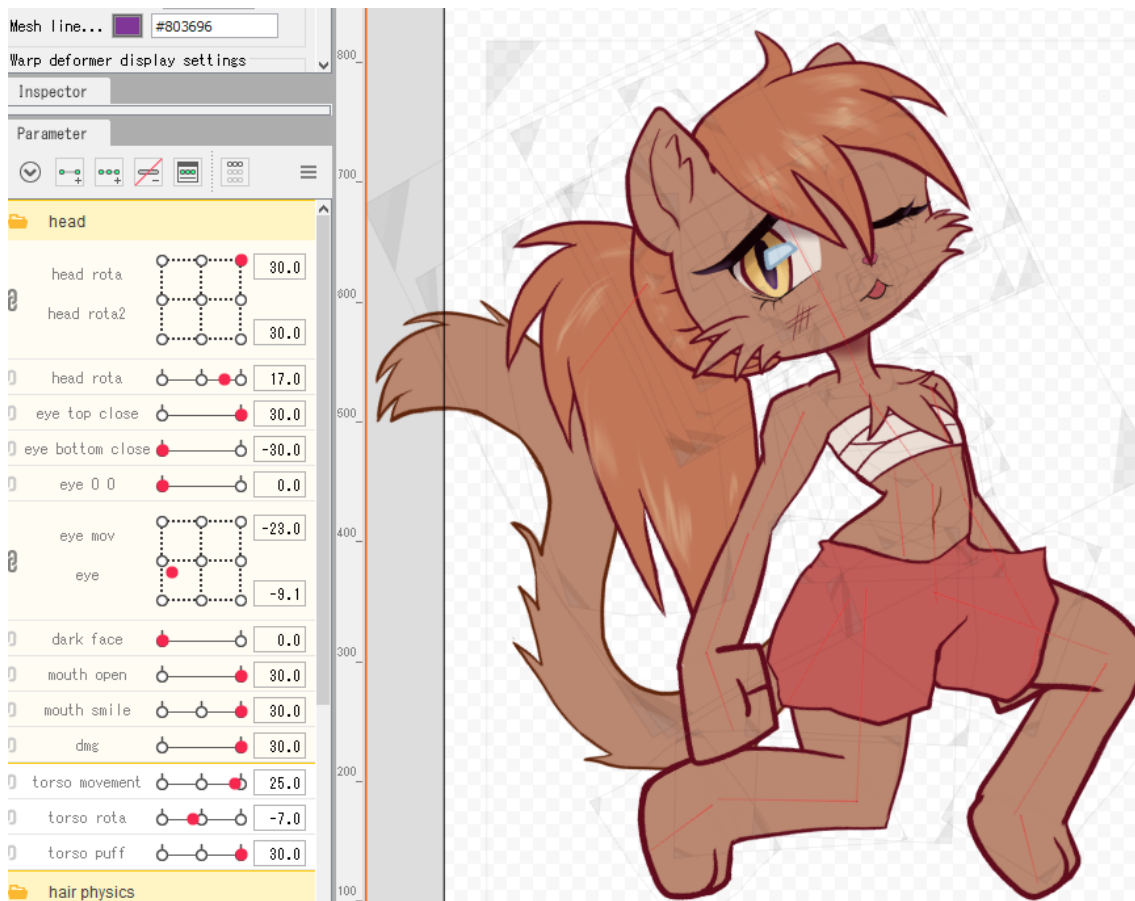 Mesh line... #803696
Warp deformer display settings
Inspector
Parameter
head
head rota 30.0
head rota2 30.0
head rota 17.0
eye top close 30.0
eye bottom close -30.0
eye 0 0 0.0
eye mov -23.0
eye -9.1
dark face 0.0
mouth open 30.0
mouth smile 30.0
dmg 30.0
torso movement 25.0
torso rota -7.0
torso puff 30.0
hair physics
800
700
600
500
400
300
200
100